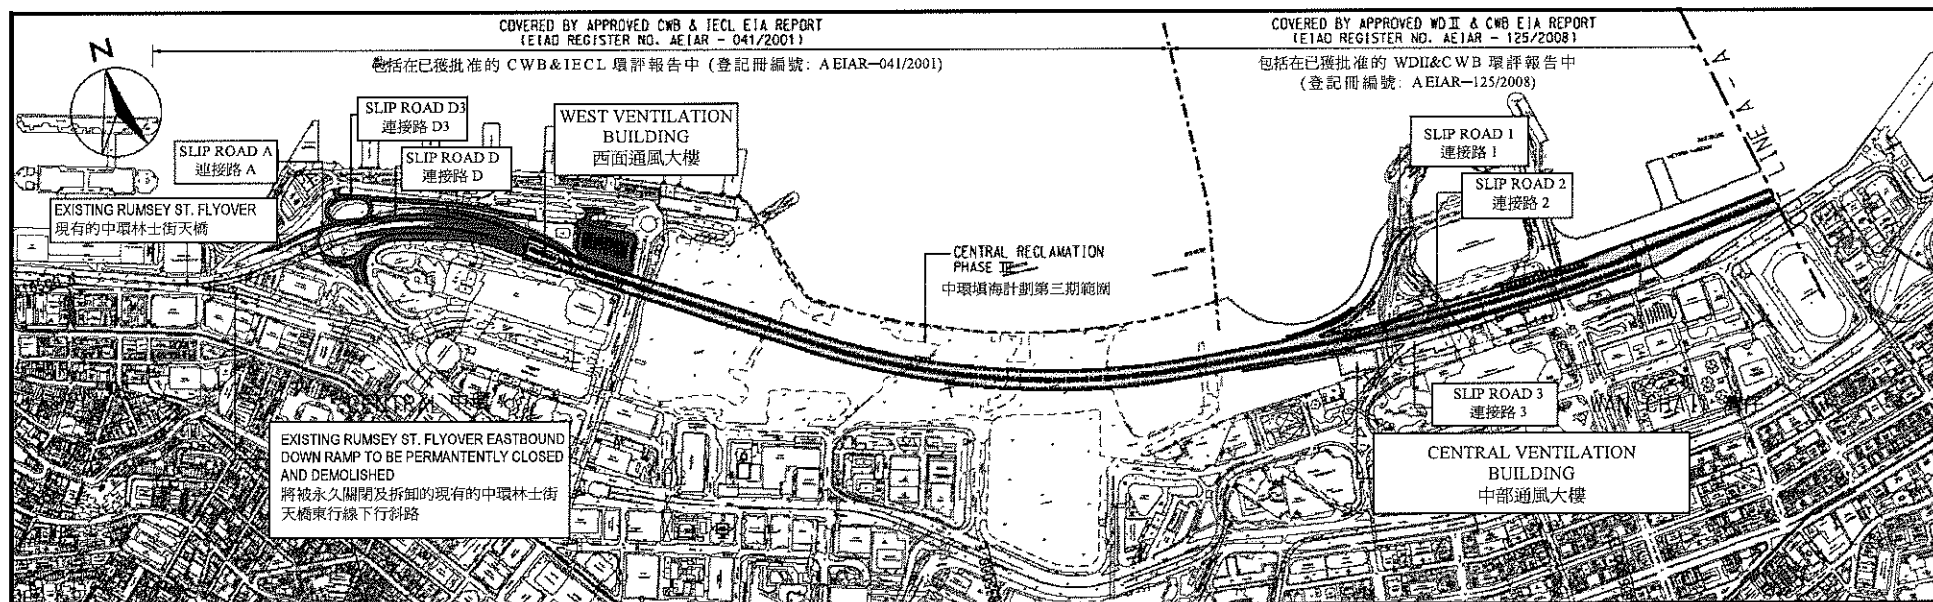 COVERED BY APPROVED CWB & IECL EIA REPORT
(EIAO REGISTER NO. AEIAR - 041/2001)
包括在已獲批准的 CWB&IECL 環評報告中 (登記冊編號: AEIAR—041/2001)
COVERED BY APPROVED WDII & CWB EIA REPORT
(EIAO REGISTER NO. AEIAR - 125/2008)
包括在已獲批准的 WDII&CWB 環評報告中
(登記冊編號: AEIAR—125/2008)
N
LINE A - AA
SLIP ROAD D3
連接路 D3
SLIP ROAD A
連接路 A
SLIP ROAD D
連接路 D
WEST VENTILATION
BUILDING
西面通風大樓
EXISTING RUMSEY ST. FLYOVER
現有的中環林士街天橋
SLIP ROAD 1
連接路 1
SLIP ROAD 2
連接路 2
CENTRAL RECLAMATION
PHASE III
中環填海計劃第三期範圍
SLIP ROAD 3
連接路 3
WAN CHAI
CENTRAL 中環
EXISTING RUMSEY ST. FLYOVER EASTBOUND
DOWN RAMP TO BE PERMANTENTLY CLOSED
AND DEMOLISHED
將被永久關閉及拆卸的現有的中環林士街
天橋東行線下行斜路
CENTRAL VENTILATION
BUILDING
中部通風大樓